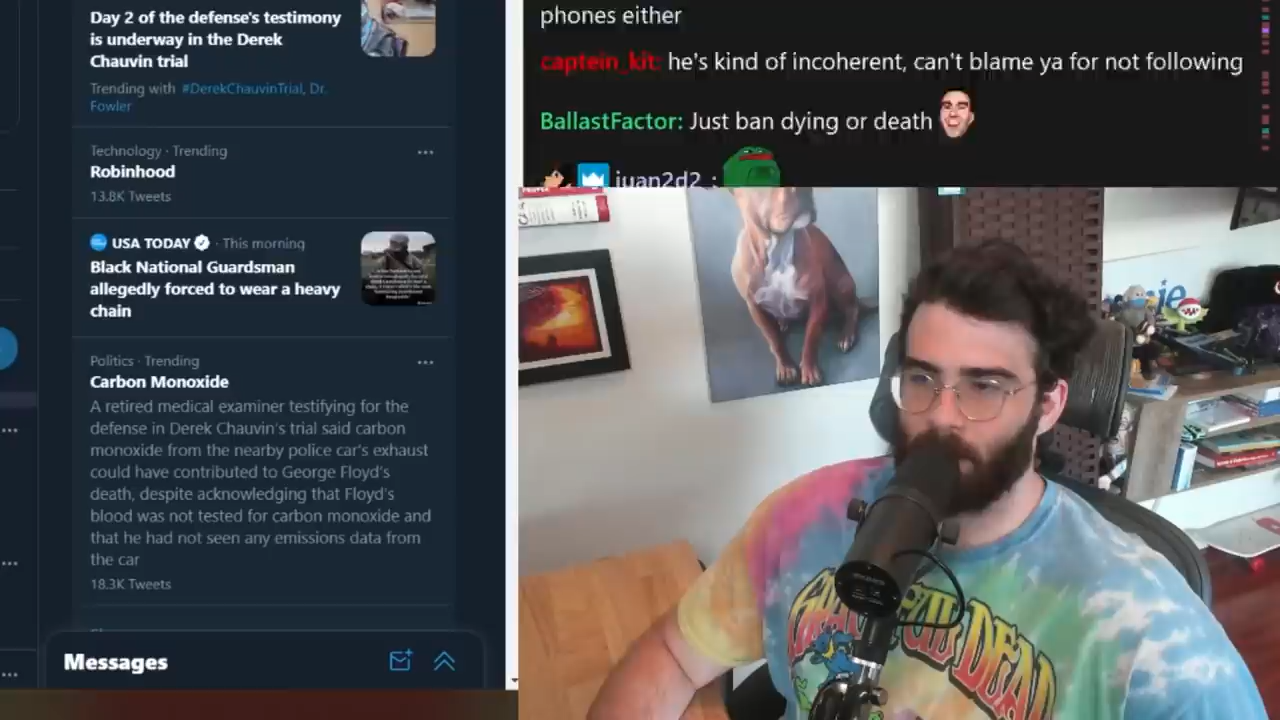 Day 2 of the defense's testimony
is underway in the Derek
Chauvin trial
Trending with #DerekChauvinTrial, Dr.
Fowler
Technology · Trending
Robinhood
13.8K Tweets
USA TODAY · This morning
Black National Guardsman
allegedly forced to wear a heavy
chain
Politics · Trending
Carbon Monoxide
A retired medical examiner testifying for the
defense in Derek Chauvin's trial said carbon
monoxide from the nearby police car's exhaust
could have contributed to George Floyd's
death, despite acknowledging that Floyd's
blood was not tested for carbon monoxide and
that he had not seen any emissions data from
the car
18.3K Tweets
Messages
phones either
captein_kit: he's kind of incoherent, can't blame ya for not following
BallastFactor: Just ban dying or death
juan2d2 :
GRATEFUL DEAD